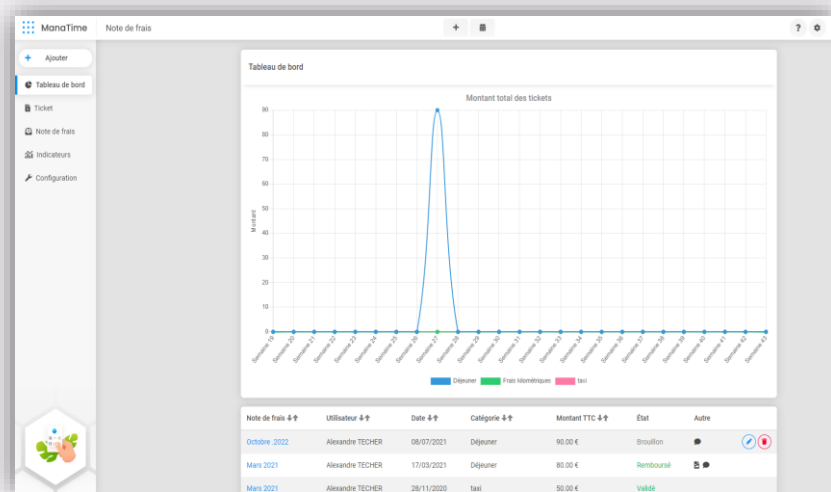 ManaTime Note de frais + ?
+ Ajouter
Tableau de bord
Ticket
Note de frais
Indicateurs
Configuration
Tableau de bord
Montant total des tickets
Montant
90
80
70
60
50
40
30
20
10
0
Semaine 19 Semaine 20 Semaine 21 Semaine 22 Semaine 23 Semaine 24 Semaine 25 Semaine 26 Semaine 27 Semaine 28 Semaine 29 Semaine 30 Semaine 31 Semaine 32 Semaine 33 Semaine 34 Semaine 35 Semaine 36 Semaine 37 Semaine 38 Semaine 39 Semaine 40 Semaine 41 Semaine 42 Semaine 43
Déjeuner Frais kilométriques taxi
Note de frais Utilisateur Date Catégorie Montant TTC État Autre
Octobre .2022 Alexandre TECHER 08/07/2021 Déjeuner 90.00 € Brouillon
Mars 2021 Alexandre TECHER 17/03/2021 Déjeuner 80.00 € Remboursé
Mars 2021 Alexandre TECHER 28/11/2020 taxi 50.00 € Validé